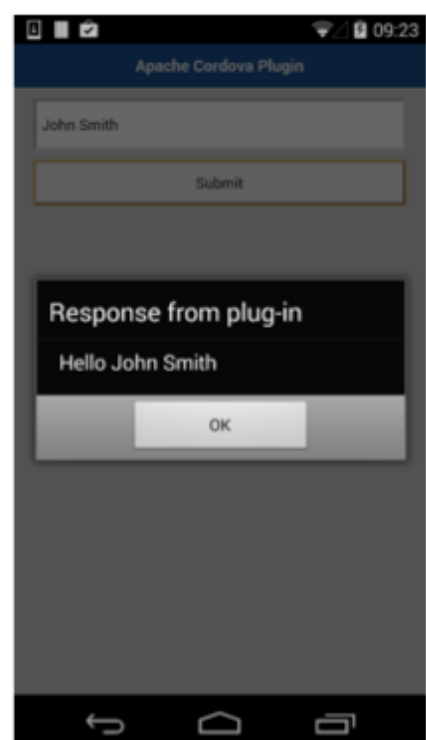 09:23
Apache Cordova Plugin
John Smith
Submit
Response from plug-in
Hello John Smith
OK